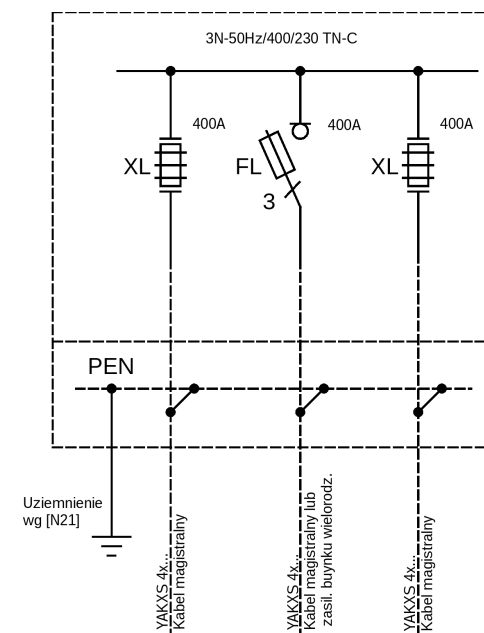 3N-50Hz/400/230 TN-C
400A
400A
400A
XL
FL
XL
3
PEN
Uziemnienie
wg [N21]
YAKXS 4x...
Kabel magistralny
YAKXS 4x...
Kabel magistralny lub
zasil. buynku wielorodz.
YAKXS 4x...
Kabel magistralny